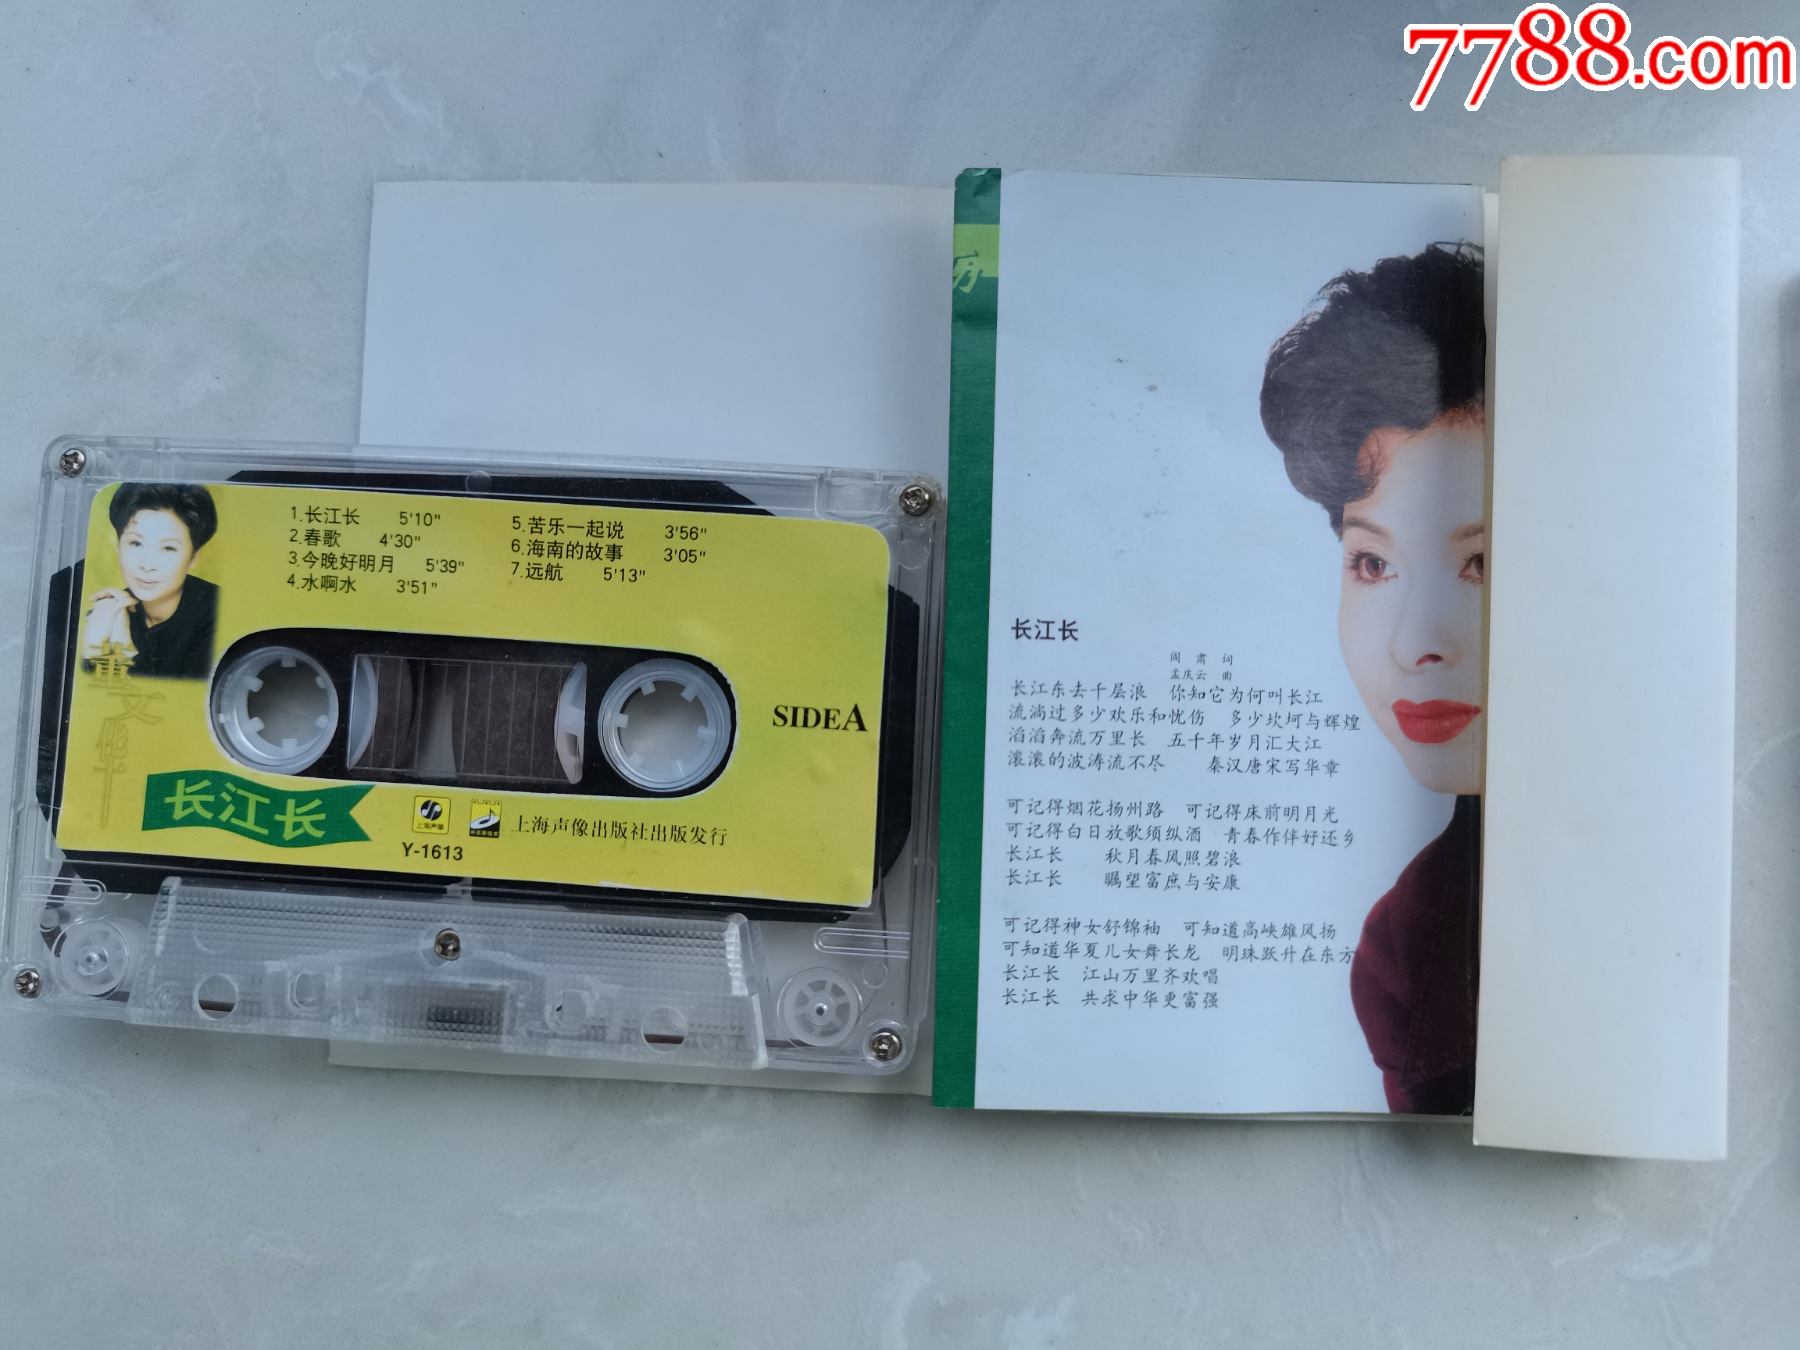 7788.com
1.长江长 5'10"
2.春歌 4'30"
3.今晚好明月 5'39"
4.水啊水 3'51"
5.苦乐一起说 3'56"
6.海南的故事 3'05"
7.远航 5'13"
董文华
SIDEA
长江长
上海声像
上海声像出版社出版发行
Y-1613
长江长
阎肃 词
孟庆云 曲
长江东去千层浪 你知它为何叫长江
流淌过多少欢乐和忧伤 多少坎坷与辉煌
滔滔奔流万里长 五千年岁月汇大江
滚滚的波涛流不尽 秦汉唐宋写华章
可记得烟花扬州路 可记得床前明月光
可记得白日放歌须纵酒 青春作伴好还乡
长江长 秋月春风照碧浪
长江长 瞩望富庶与安康
可记得神女舒锦袖 可知道高峡雄风扬
可知道华夏儿女舞长龙 明珠跃升在东方
长江长 江山万里齐欢唱
长江长 共求中华更富强